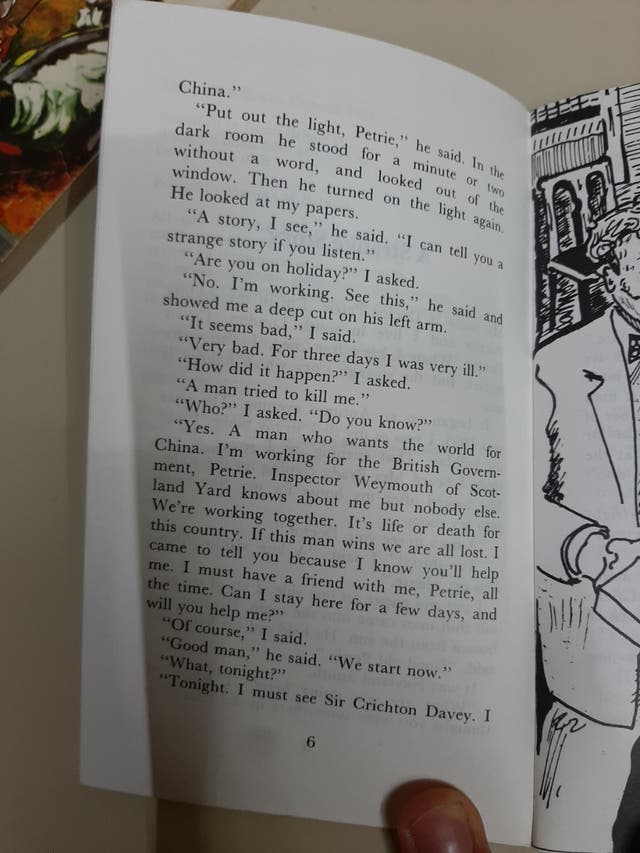 China."
"Put out the light, Petrie," he said. In the
dark room he stood for a minute or two
without a word, and looked out of the
window. Then he turned on the light again.
He looked at my papers.
"A story, I see," he said. "I can tell you a
strange story if you listen."
"Are you on holiday?" I asked.
"No. I'm working. See this," he said and
showed me a deep cut on his left arm.
"It seems bad," I said.
"Very bad. For three days I was very ill."
"How did it happen?" I asked.
"A man tried to kill me."
"Who?" I asked. "Do you know?"
"Yes. A man who wants the world for
China. I'm working for the British Govern-
ment, Petrie. Inspector Weymouth of Scot-
land Yard knows about me but nobody else.
We're working together. It's life or death for
this country. If this man wins we are all lost. I
came to tell you because I know you'll help
me. I must have a friend with me, Petrie, all
the time. Can I stay here for a few days, and
will you help me?"
"Of course," I said.
"Good man," he said. "We start now."
"What, tonight?"
"Tonight. I must see Sir Crichton Davey. I
6